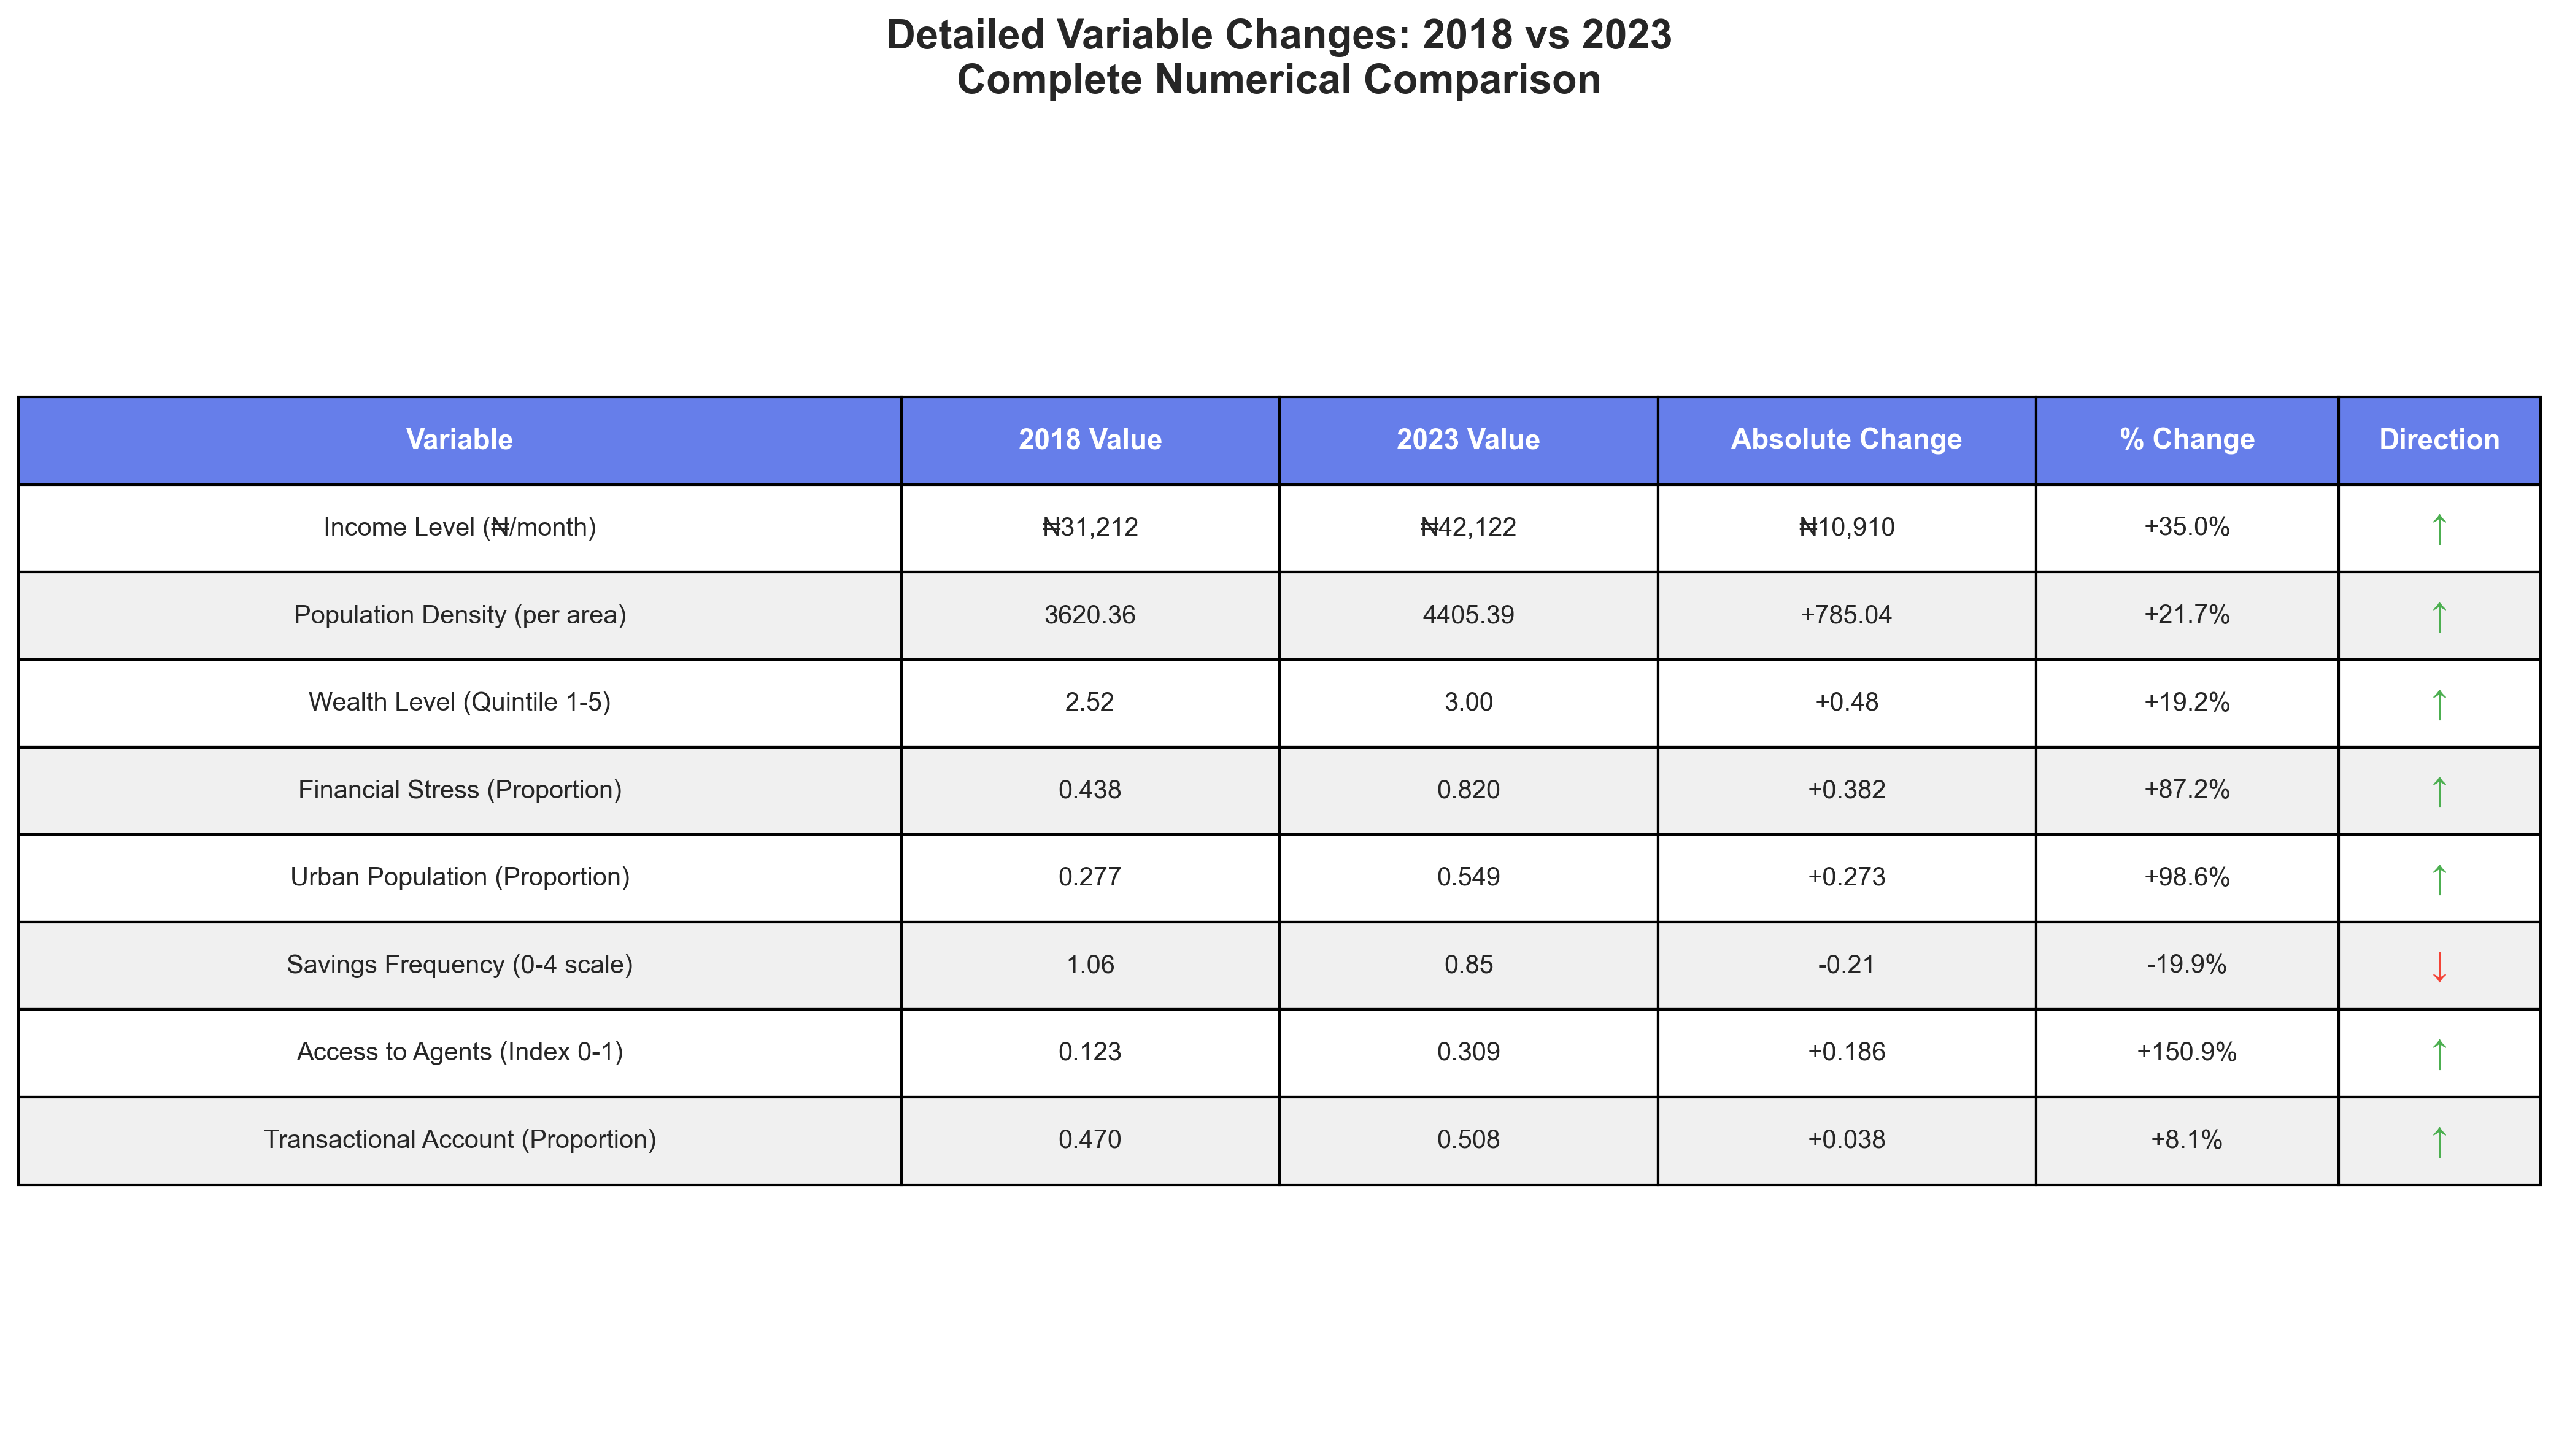 Detailed Variable Changes: 2018 vs 2023
Complete Numerical Comparison
Variable 2018 Value 2023 Value Absolute Change % Change Direction
Income Level (₦/month) ₦31,212 ₦42,122 ₦10,910 +35.0% ↑
Population Density (per area) 3620.36 4405.39 +785.04 +21.7% ↑
Wealth Level (Quintile 1-5) 2.52 3.00 +0.48 +19.2% ↑
Financial Stress (Proportion) 0.438 0.820 +0.382 +87.2% ↑
Urban Population (Proportion) 0.277 0.549 +0.273 +98.6% ↑
Savings Frequency (0-4 scale) 1.06 0.85 -0.21 -19.9% ↓
Access to Agents (Index 0-1) 0.123 0.309 +0.186 +150.9% ↑
Transactional Account (Proportion) 0.470 0.508 +0.038 +8.1% ↑